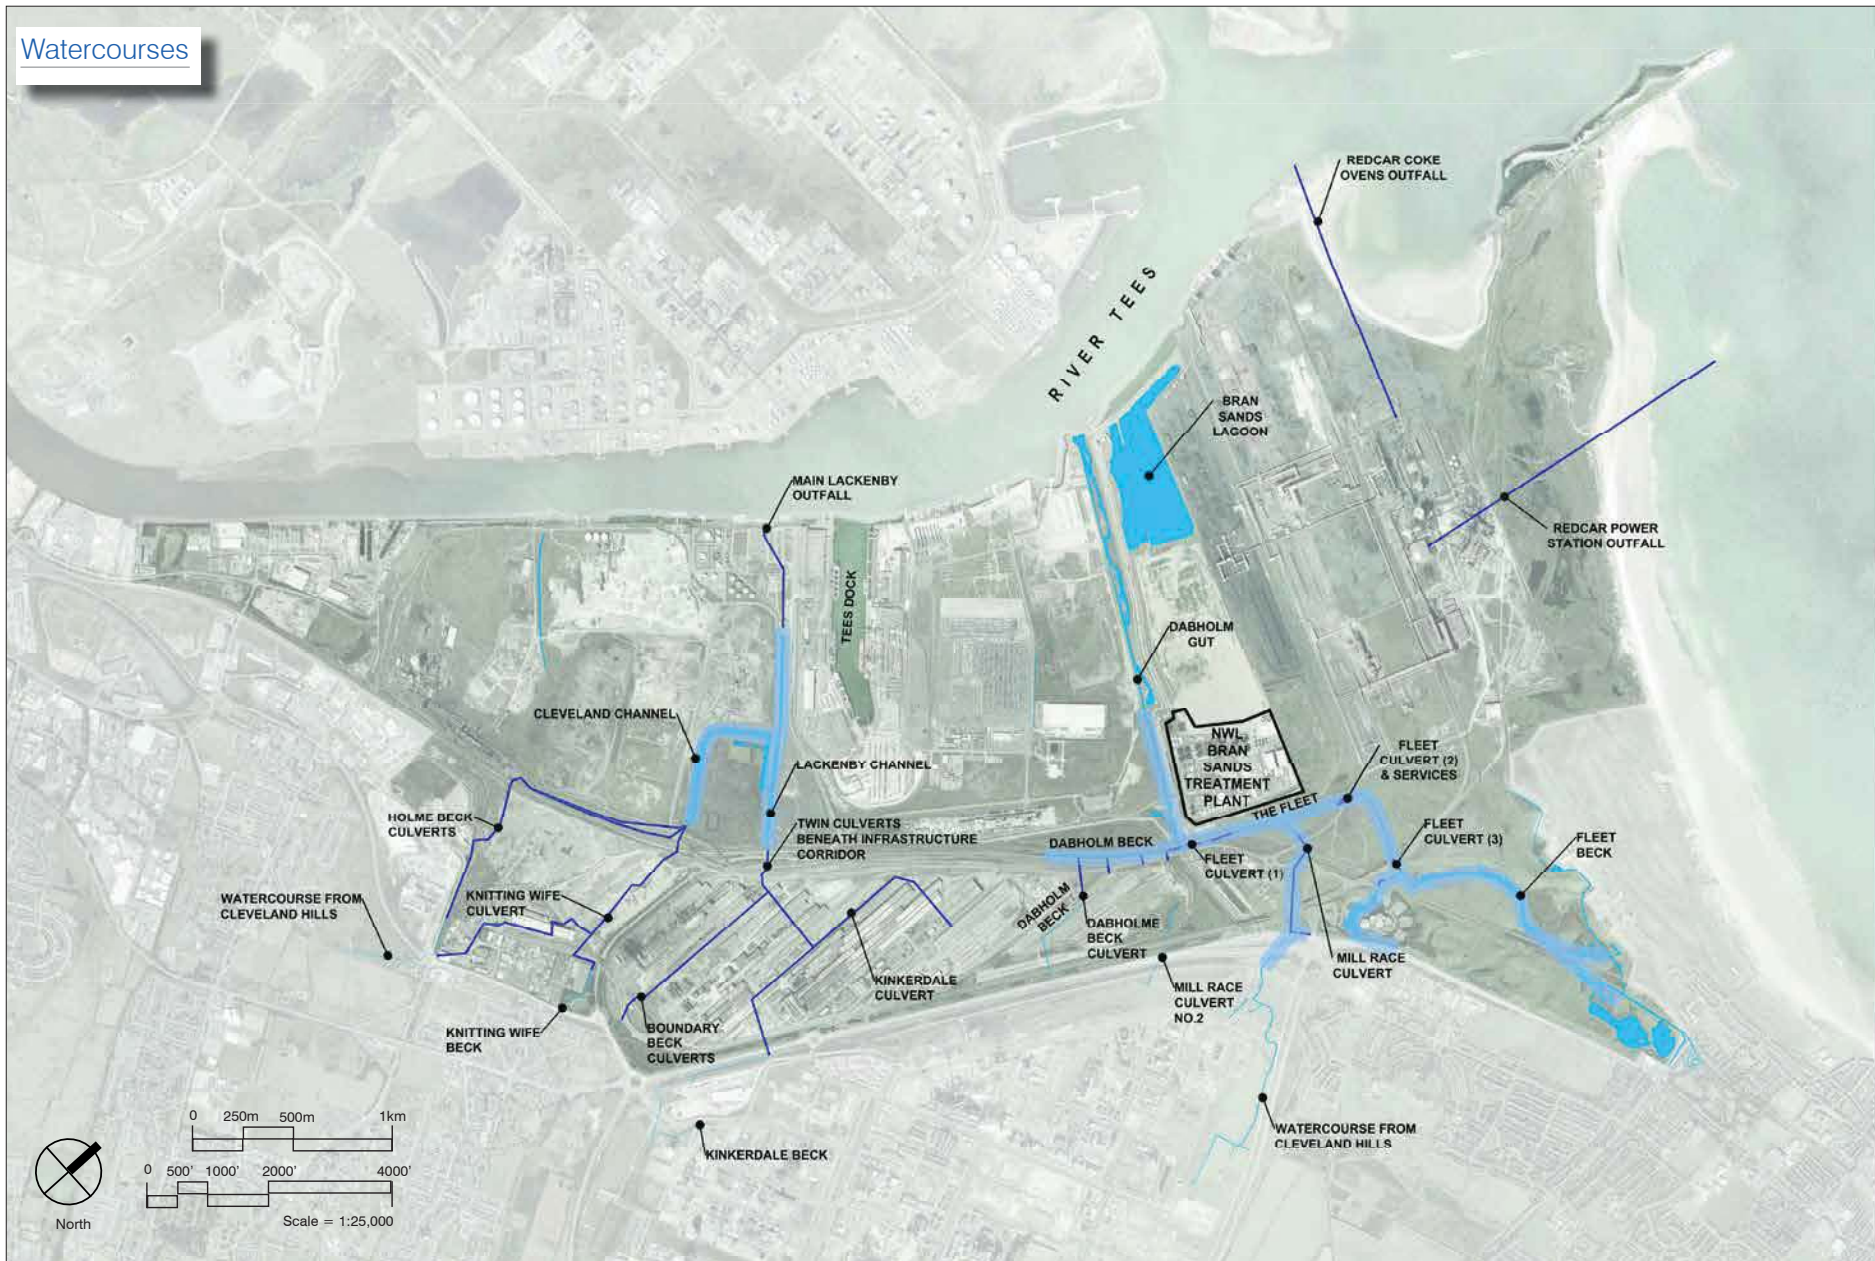 Watercourses
REDCAR COKE
OVENS OUTFALL
RIVER TEES
BRAN
SANDS
LAGOON
MAIN LACKENBY
OUTFALL
REDCAR POWER
STATION OUTFALL
TEES DOCK
DABHOLM
GUT
CLEVELAND CHANNEL
NWL
BRAN
SANDS
TREATMENT
PLANT
FLEET
CULVERT (2)
& SERVICES
LACKENBY CHANNEL
THE FLEET
HOLME BECK
CULVERTS
TWIN CULVERTS
BENEATH INFRASTRUCTURE
CORRIDOR
DABHOLM BECK
FLEET
CULVERT (3)
FLEET
BECK
FLEET
CULVERT (1)
WATERCOURSE FROM
CLEVELAND HILLS
KNITTING WIFE
CULVERT
DABHOLM
BECK
DABHOLME
BECK
CULVERT
MILL RACE
CULVERT
KINKERDALE
CULVERT
MILL RACE
CULVERT
NO.2
KNITTING WIFE
BECK
BOUNDARY
BECK
CULVERTS
KINKERDALE BECK
WATERCOURSE FROM
CLEVELAND HILLS
0 250m 500m 1km
0 500' 1000' 2000' 4000'
Scale = 1:25,000
North